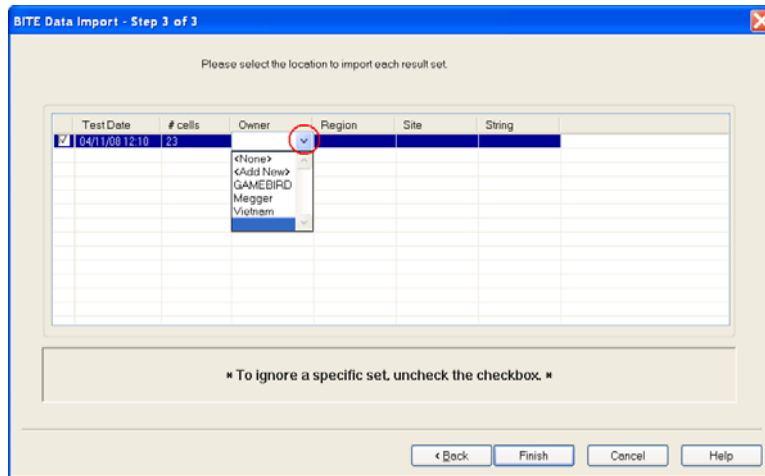 BITE Data Import - Step 3 of 3
Please select the location to import each result set.
Test Date # cells Owner Region Site String
04/11/08 12:10 23
<None>
<Add New>
GAMEBIRD
Megger
Vietnam
* To ignore a specific set, uncheck the checkbox. *
< Back Finish Cancel Help